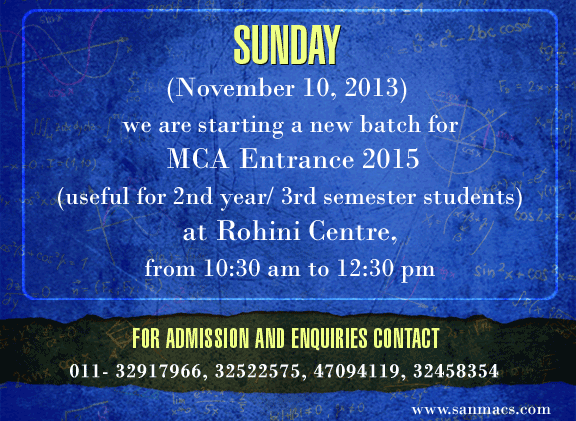 SUNDAY
(November 10, 2013)
we are starting a new batch for
MCA Entrance 2015
(useful for 2nd year/ 3rd semester students)
at Rohini Centre,
from 10:30 am to 12:30 pm
FOR ADMISSION AND ENQUIRIES CONTACT
011- 32917966, 32522575, 47094119, 32458354
www.sanmacs.com